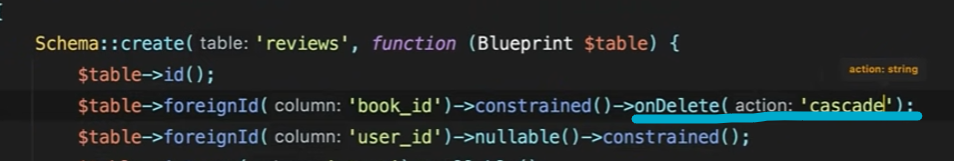 Schema::create( table: 'reviews', function (Blueprint $table) {
$table->id();
action: string
$table->foreignId( column: 'book_id')->constrained()->onDelete( action: 'cascade');
$table->foreignId( column: 'user_id')->nullable()->constrained();